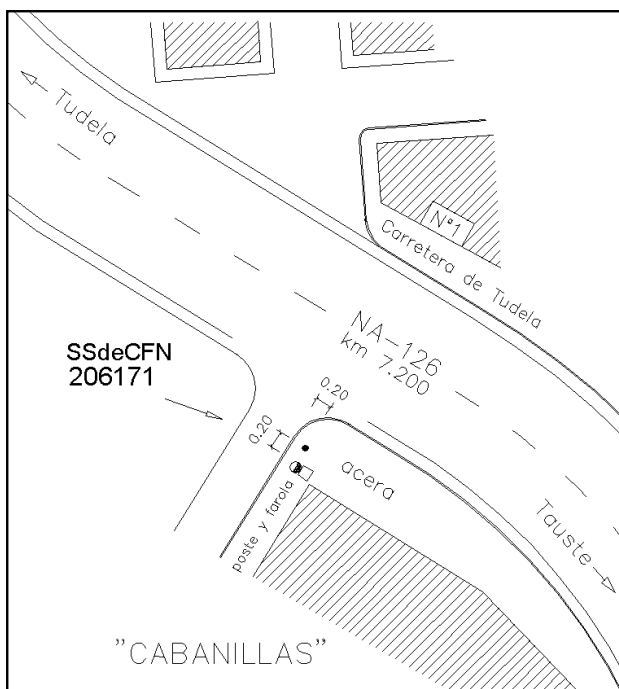 Tudela
N°1
Carretera de Tudela
NA-126
km 7.200
SSdeCFN
206171
0.20
0.20
acera
poste y farola
Tauste
"CABANILLAS"